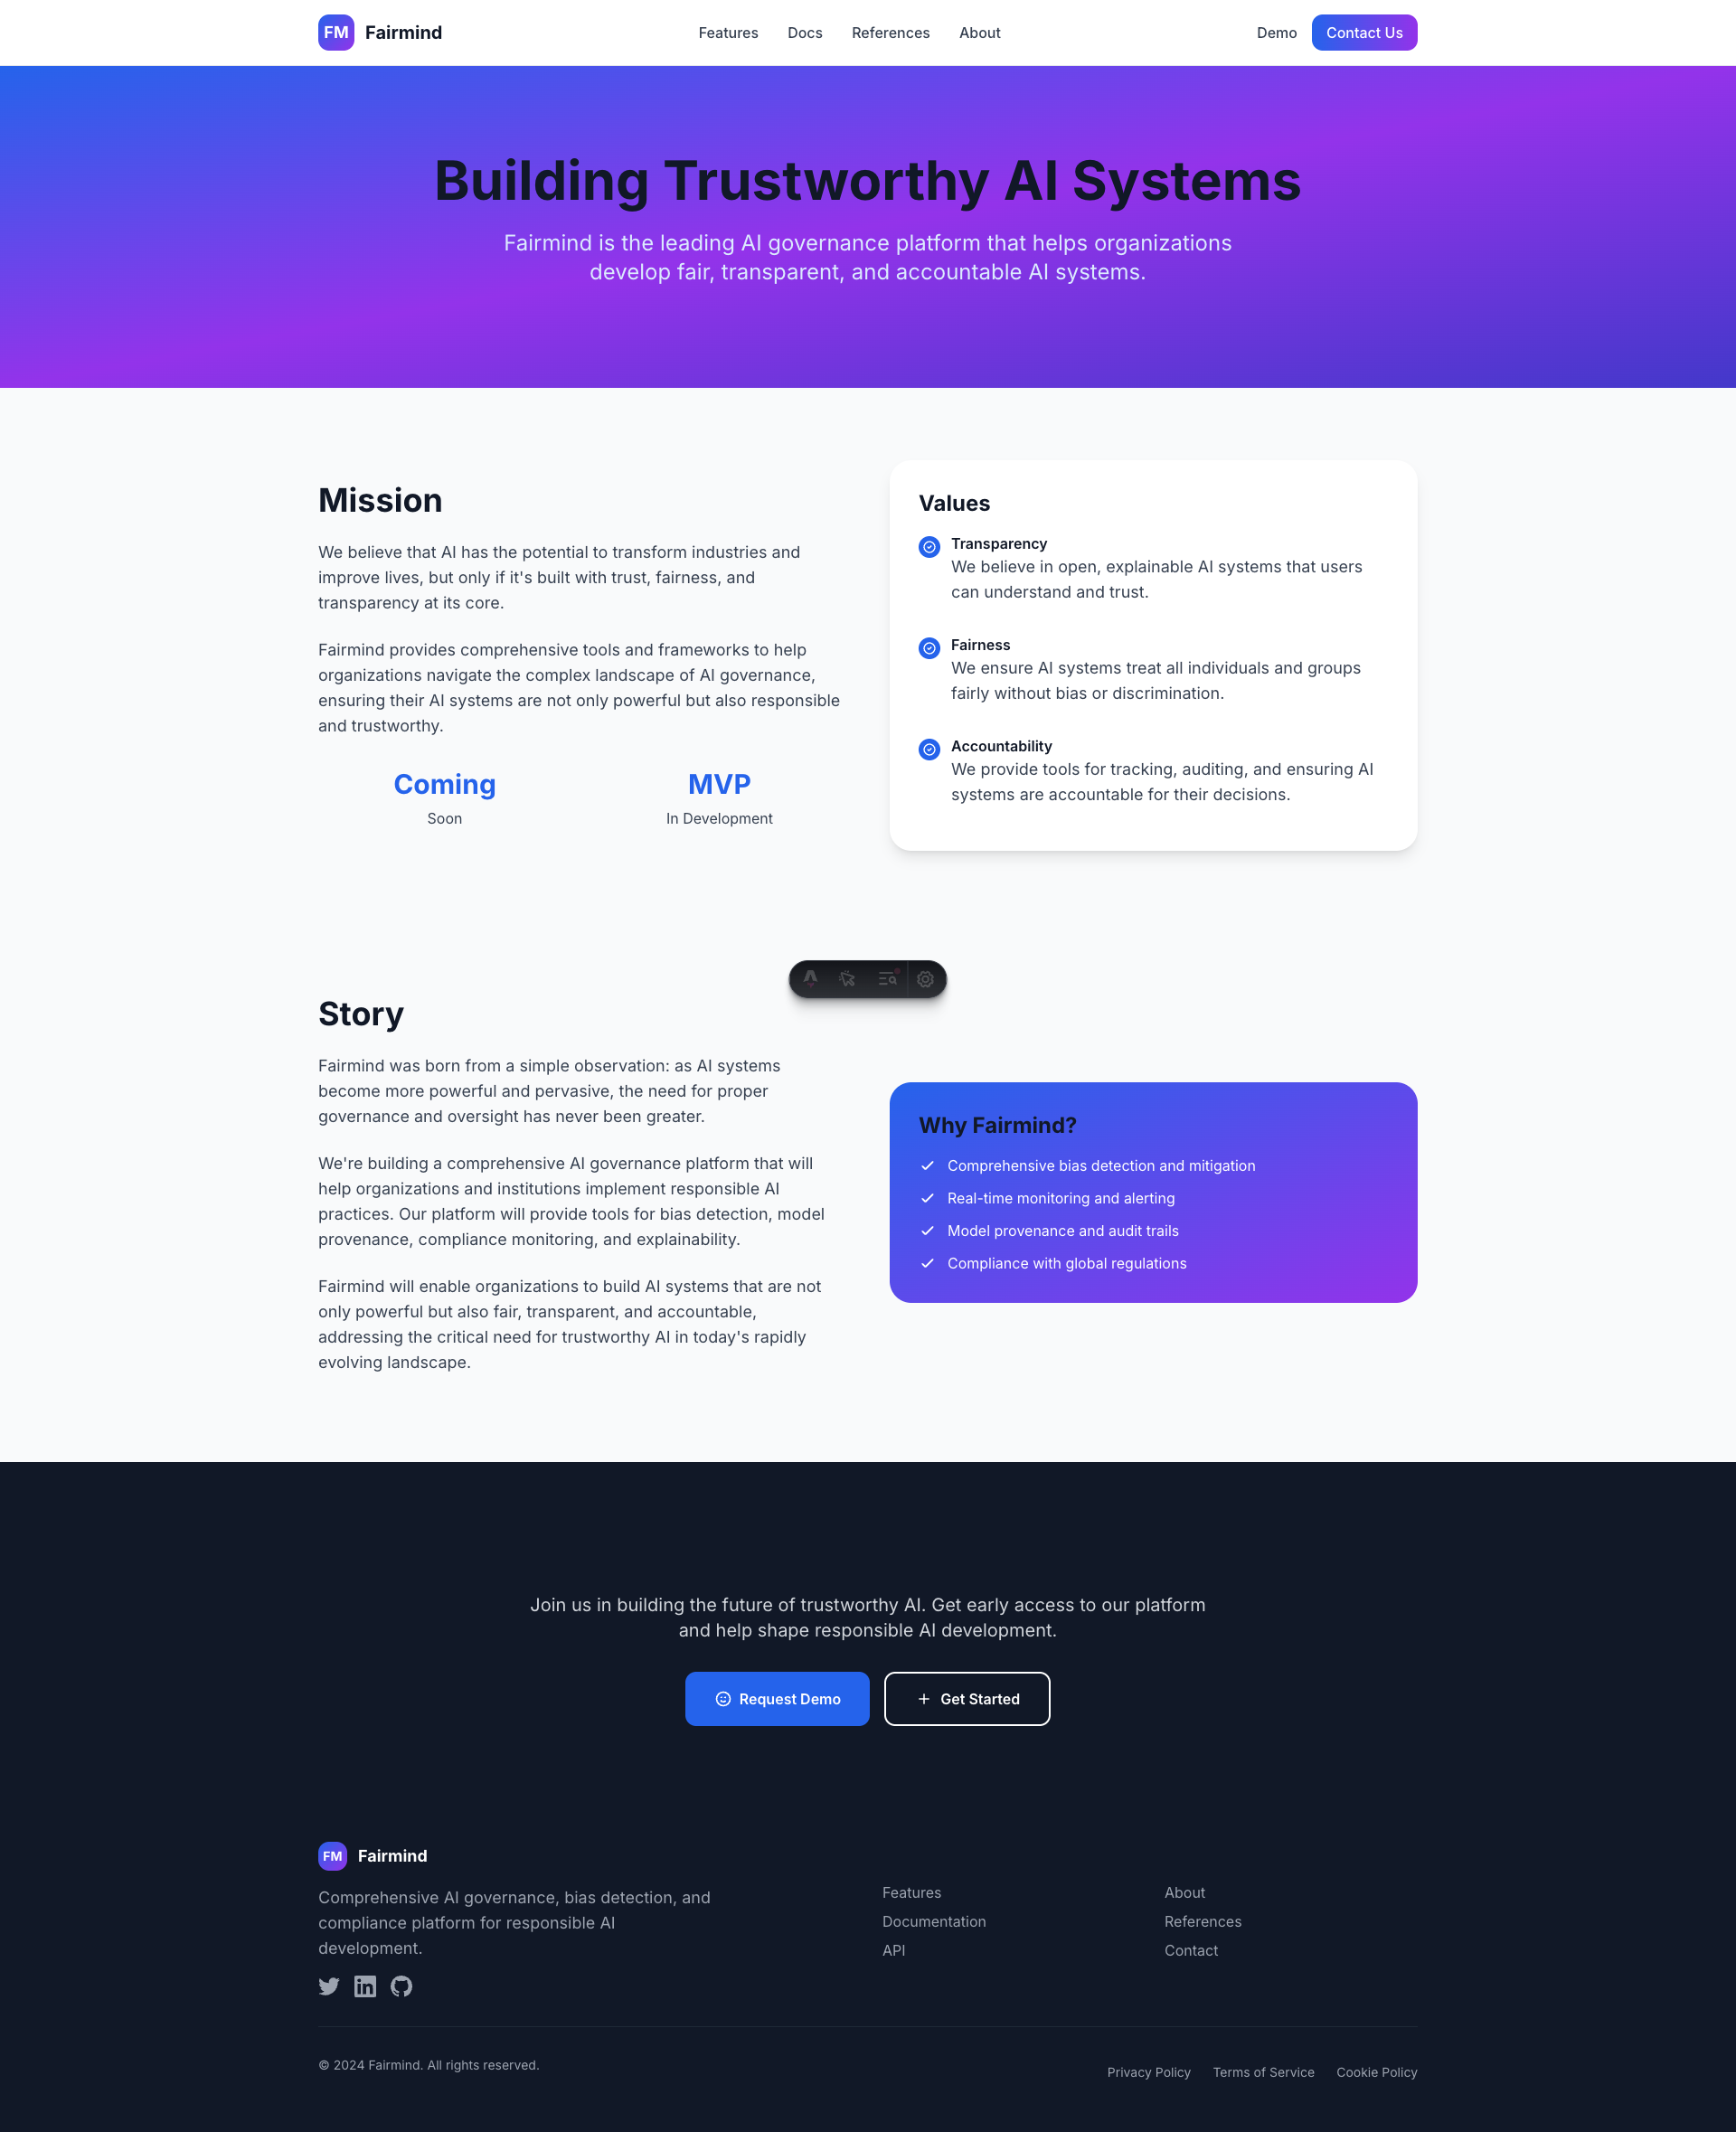 FM Fairmind Features Docs References About Demo Contact Us
Building Trustworthy AI Systems
Fairmind is the leading AI governance platform that helps organizations
develop fair, transparent, and accountable AI systems.
Mission
We believe that AI has the potential to transform industries and
improve lives, but only if it's built with trust, fairness, and
transparency at its core.
Fairmind provides comprehensive tools and frameworks to help
organizations navigate the complex landscape of AI governance,
ensuring their AI systems are not only powerful but also responsible
and trustworthy.
Coming
Soon
MVP
In Development
Values
Transparency
We believe in open, explainable AI systems that users
can understand and trust.
Fairness
We ensure AI systems treat all individuals and groups
fairly without bias or discrimination.
Accountability
We provide tools for tracking, auditing, and ensuring AI
systems are accountable for their decisions.
Story
Fairmind was born from a simple observation: as AI systems
become more powerful and pervasive, the need for proper
governance and oversight has never been greater.
We're building a comprehensive AI governance platform that will
help organizations and institutions implement responsible AI
practices. Our platform will provide tools for bias detection, model
provenance, compliance monitoring, and explainability.
Fairmind will enable organizations to build AI systems that are not
only powerful but also fair, transparent, and accountable,
addressing the critical need for trustworthy AI in today's rapidly
evolving landscape.
Why Fairmind?
Comprehensive bias detection and mitigation
Real-time monitoring and alerting
Model provenance and audit trails
Compliance with global regulations
Join us in building the future of trustworthy AI. Get early access to our platform
and help shape responsible AI development.
Request Demo
Get Started
FM Fairmind
Comprehensive AI governance, bias detection, and
compliance platform for responsible AI
development.
Features
Documentation
API
About
References
Contact
© 2024 Fairmind. All rights reserved.
Privacy Policy Terms of Service Cookie Policy